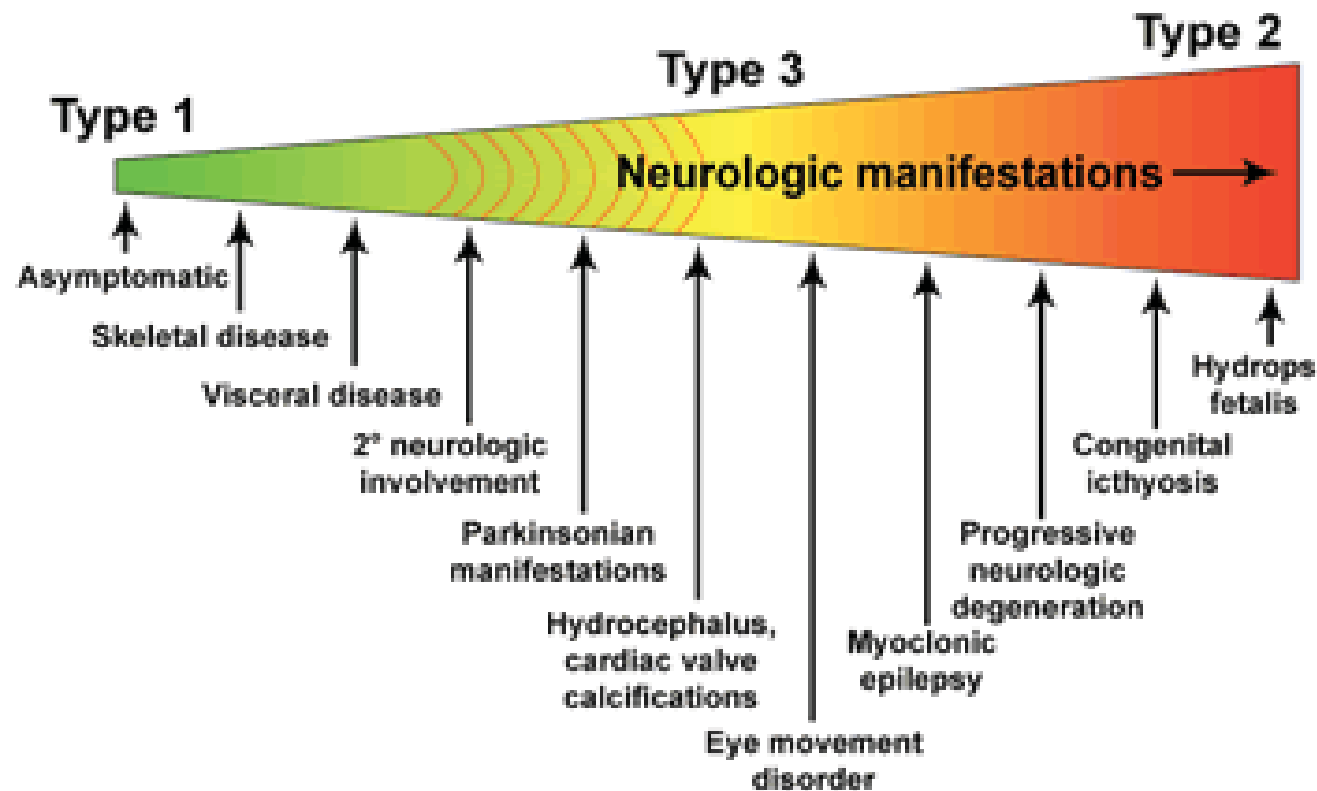 Type 1
Type 3
Type 2
Neurologic manifestations
Asymptomatic
Skeletal disease
Visceral disease
2° neurologic
involvement
Parkinsonian
manifestations
Hydrocephalus,
cardiac valve
calcifications
Eye movement
disorder
Myoclonic
epilepsy
Progressive
neurologic
degeneration
Congenital
icthyosis
Hydrops
fetalis